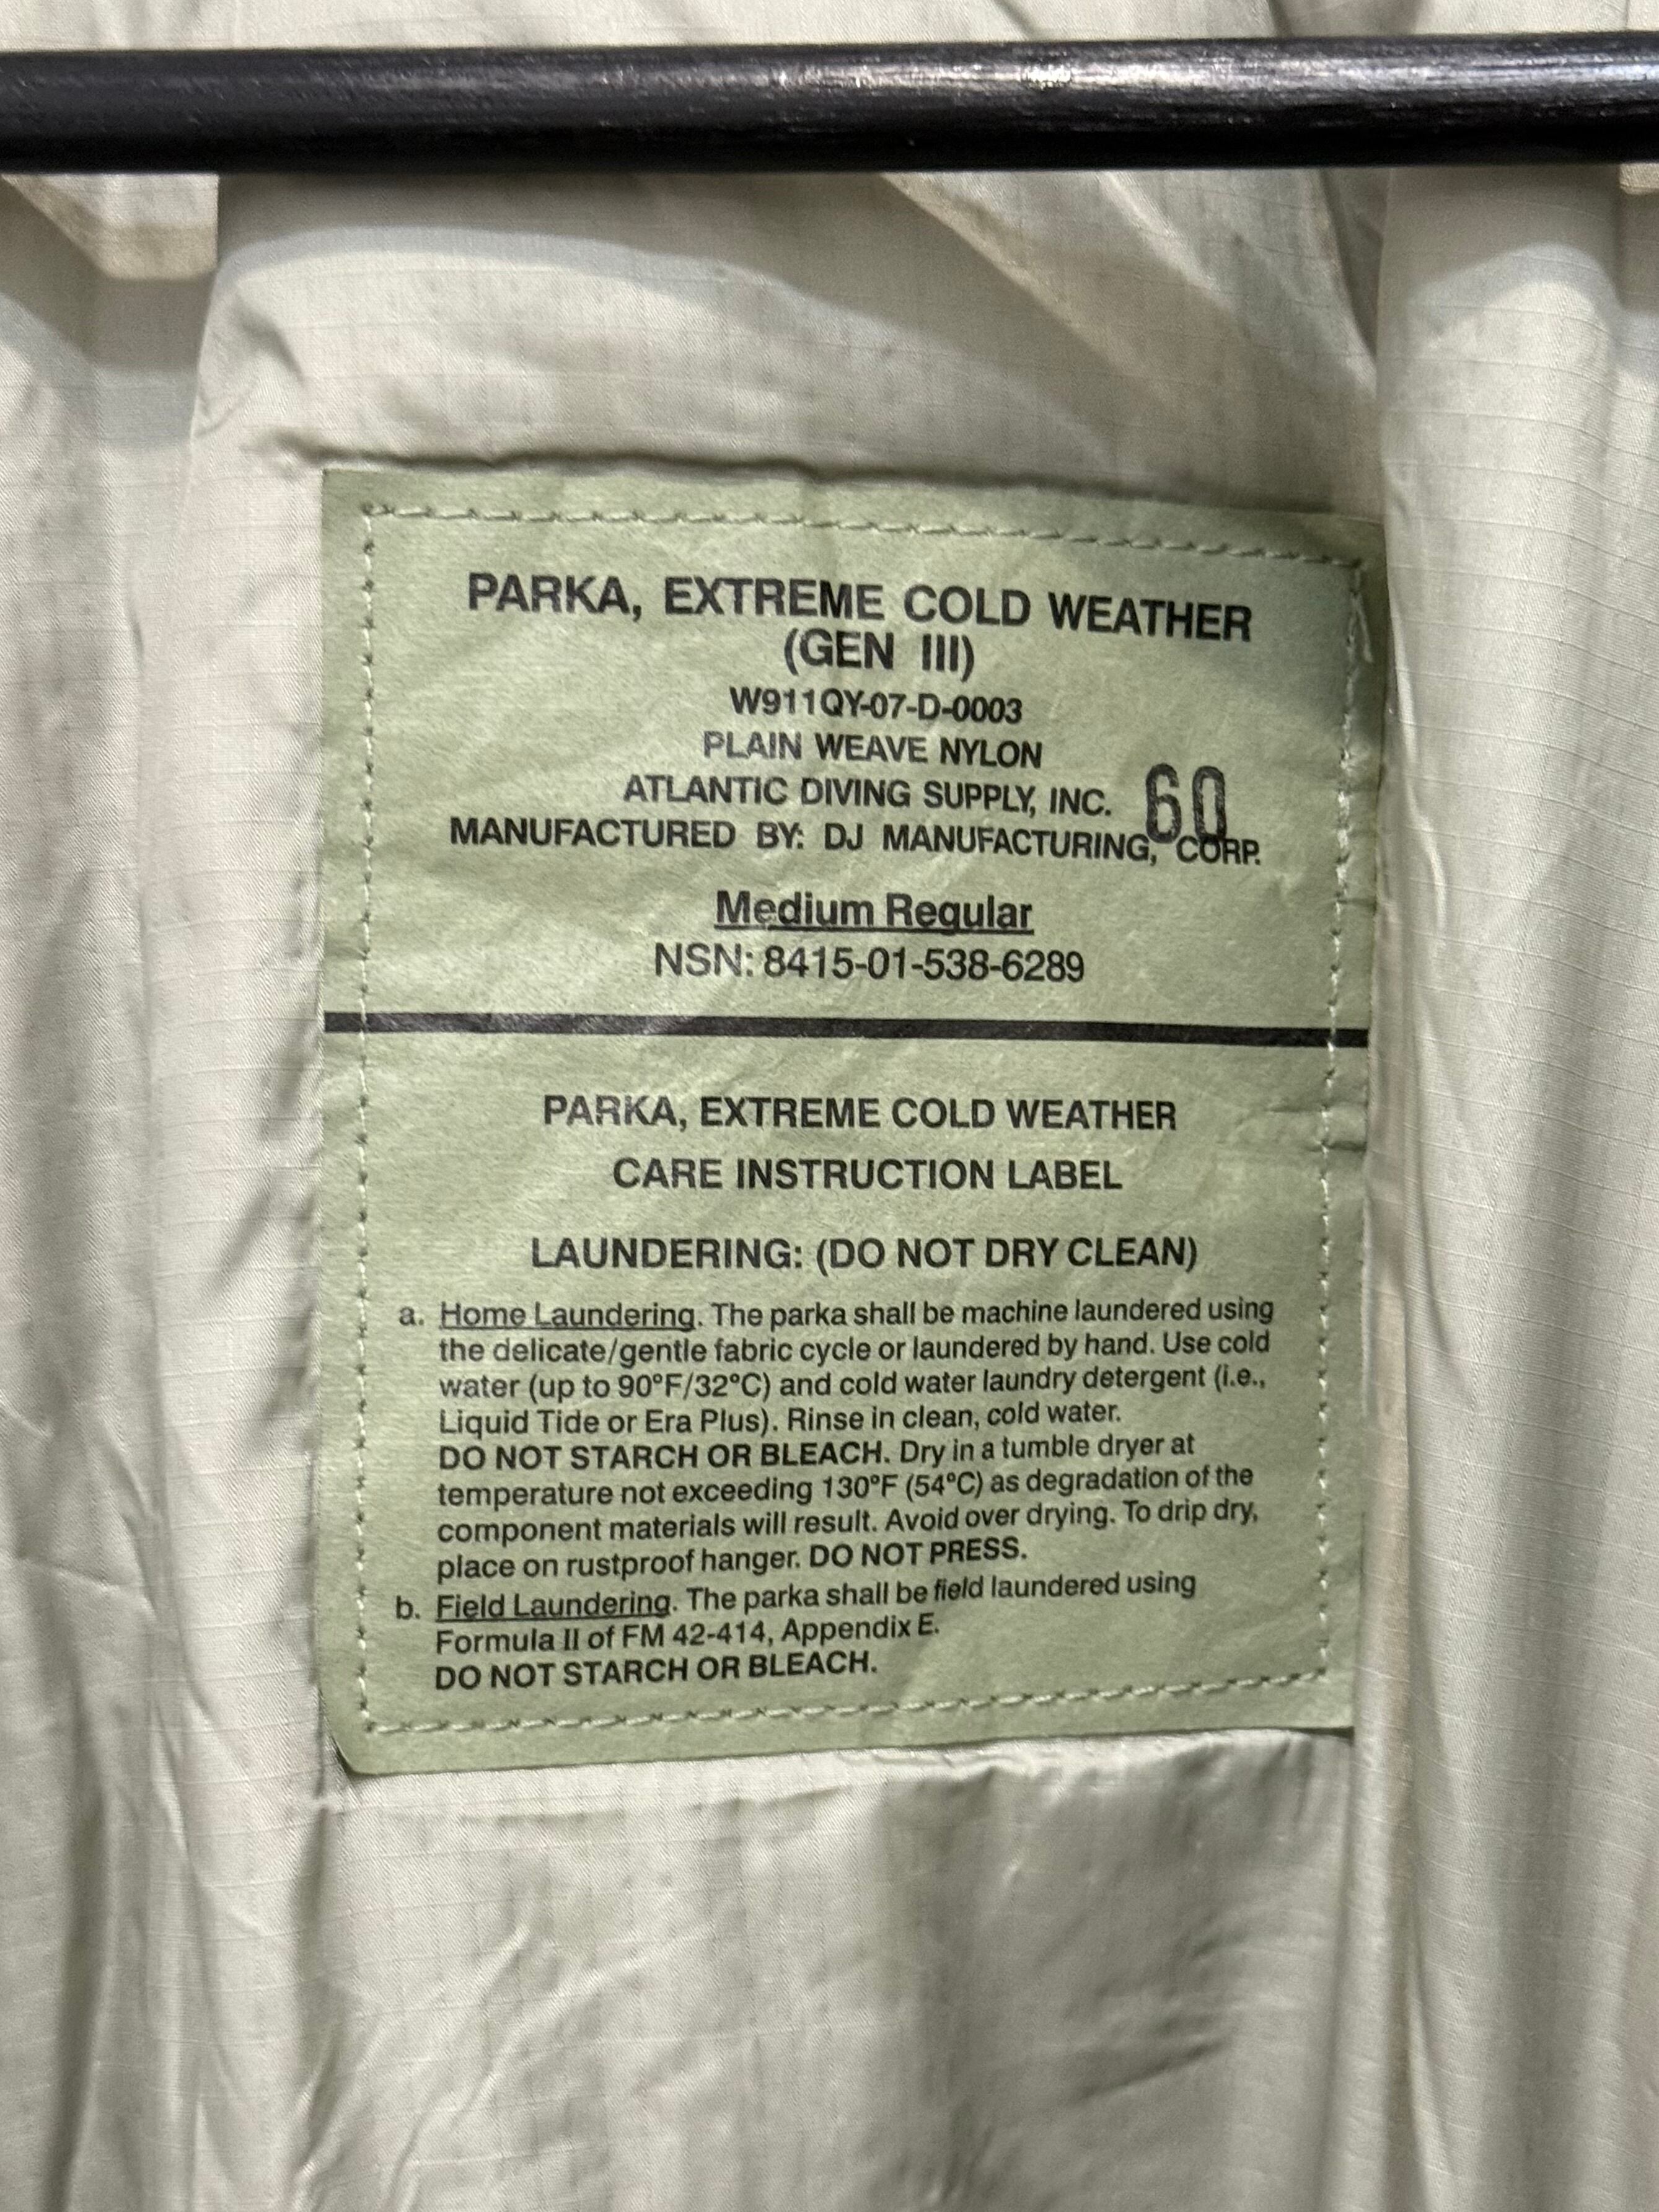 PARKA, EXTREME COLD WEATHER
(GEN III)
W911QY-07-D-0003
PLAIN WEAVE NYLON
ATLANTIC DIVING SUPPLY, INC. 60
MANUFACTURED BY: DJ MANUFACTURING, CORP.
Medium Regular
NSN: 8415-01-538-6289
PARKA, EXTREME COLD WEATHER
CARE INSTRUCTION LABEL
LAUNDERING: (DO NOT DRY CLEAN)
a. Home Laundering. The parka shall be machine laundered using
the delicate/gentle fabric cycle or laundered by hand. Use cold
water (up to 90°F/32°C) and cold water laundry detergent (i.e.,
Liquid Tide or Era Plus). Rinse in clean, cold water.
DO NOT STARCH OR BLEACH. Dry in a tumble dryer at
temperature not exceeding 130°F (54°C) as degradation of the
component materials will result. Avoid over drying. To drip dry,
place on rustproof hanger. DO NOT PRESS.
b. Field Laundering. The parka shall be field laundered using
Formula II of FM 42-414, Appendix E.
DO NOT STARCH OR BLEACH.